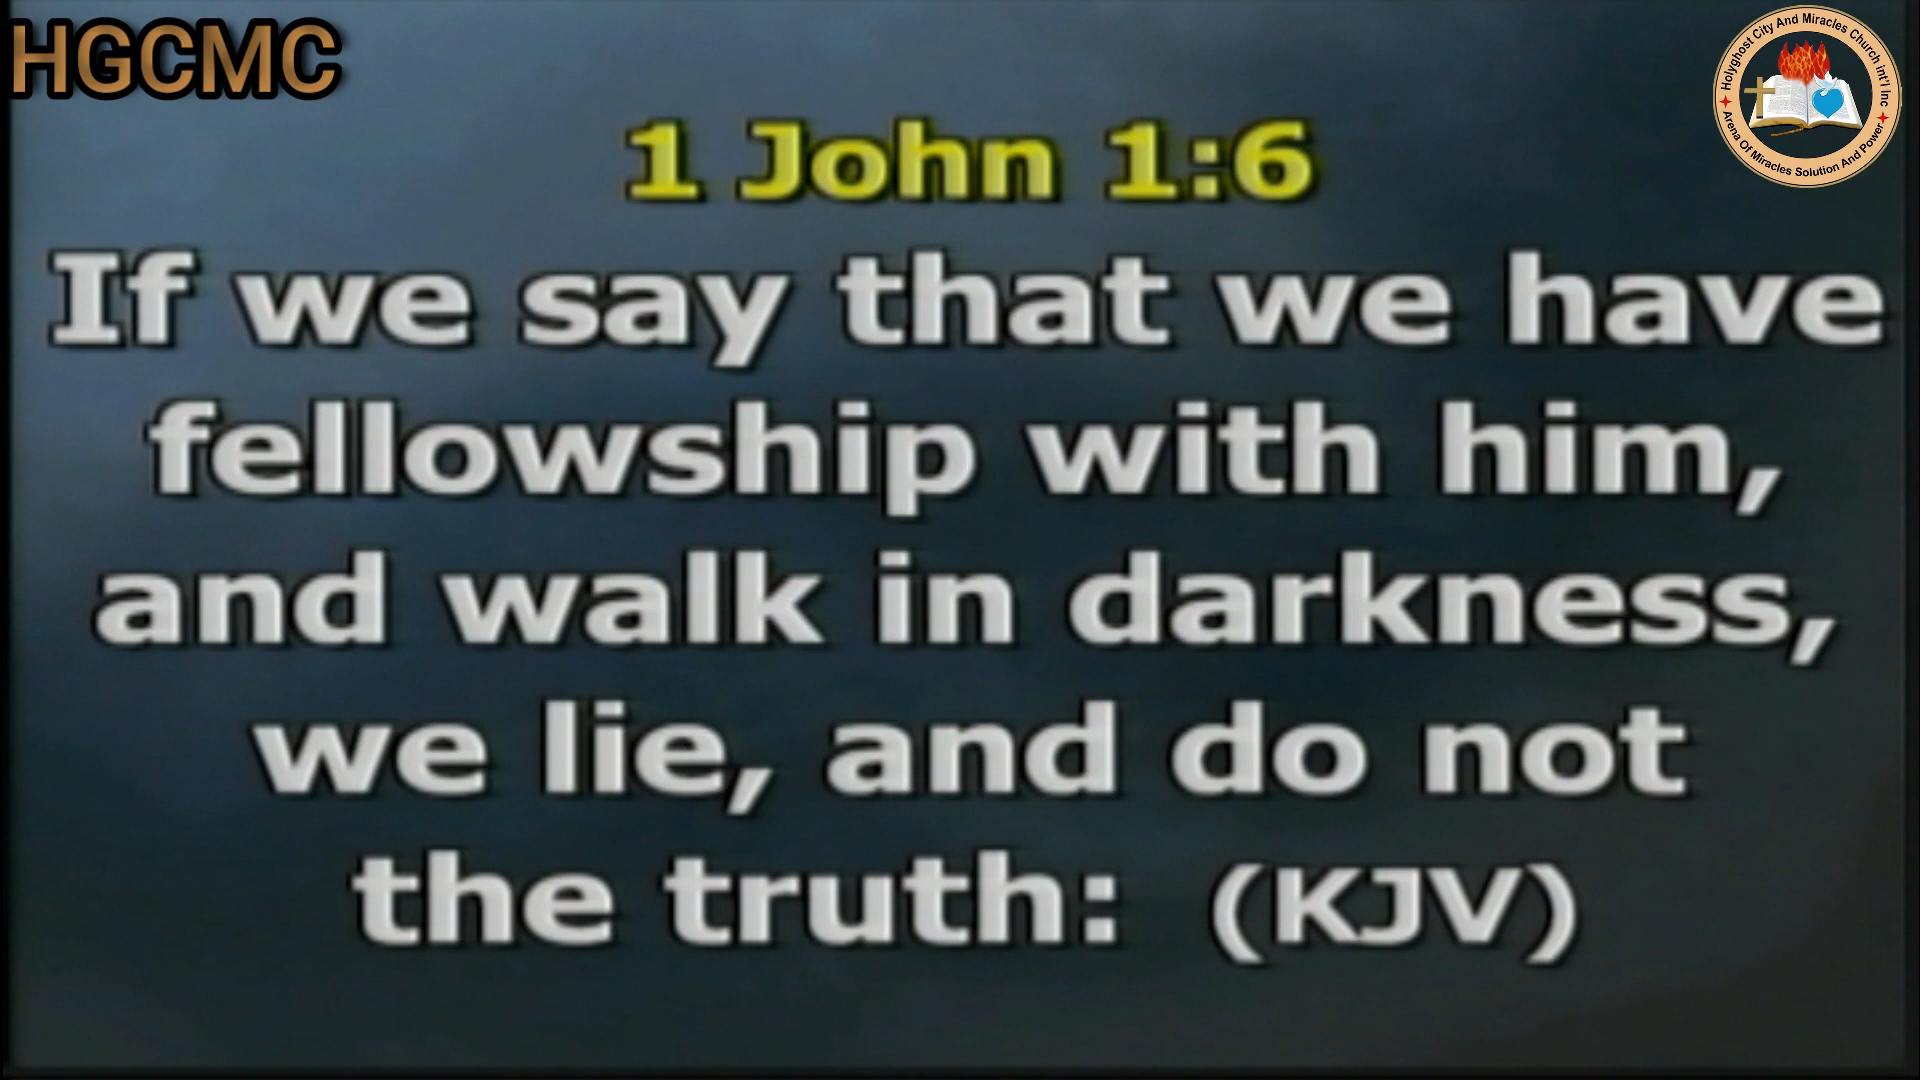 HGCMC
Holyghost City And Miracles Church int'l Inc
Arena Of Miracles Solution And Power
1 John 1:6
If we say that we have
fellowship with him,
and walk in darkness,
we lie, and do not
the truth: (KJV)